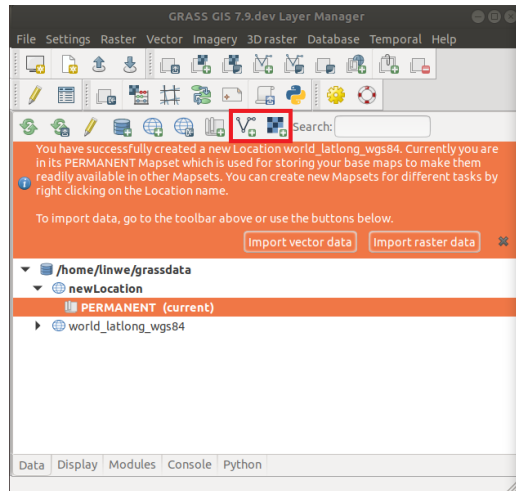 GRASS GIS 7.9.dev Layer Manager
File Settings Raster Vector Imagery 3D raster Database Temporal Help
Search:
You have successfully created a new Location world_latlong_wgs84. Currently you are
in its PERMANENT Mapset which is used for storing your base maps to make them
readily available in other Mapsets. You can create new Mapsets for different tasks by
right clicking on the Location name.
To import data, go to the toolbar above or use the buttons below.
Import vector data Import raster data
/home/linwe/grassdata
newLocation
PERMANENT (current)
world_latlong_wgs84
Data Display Modules Console Python